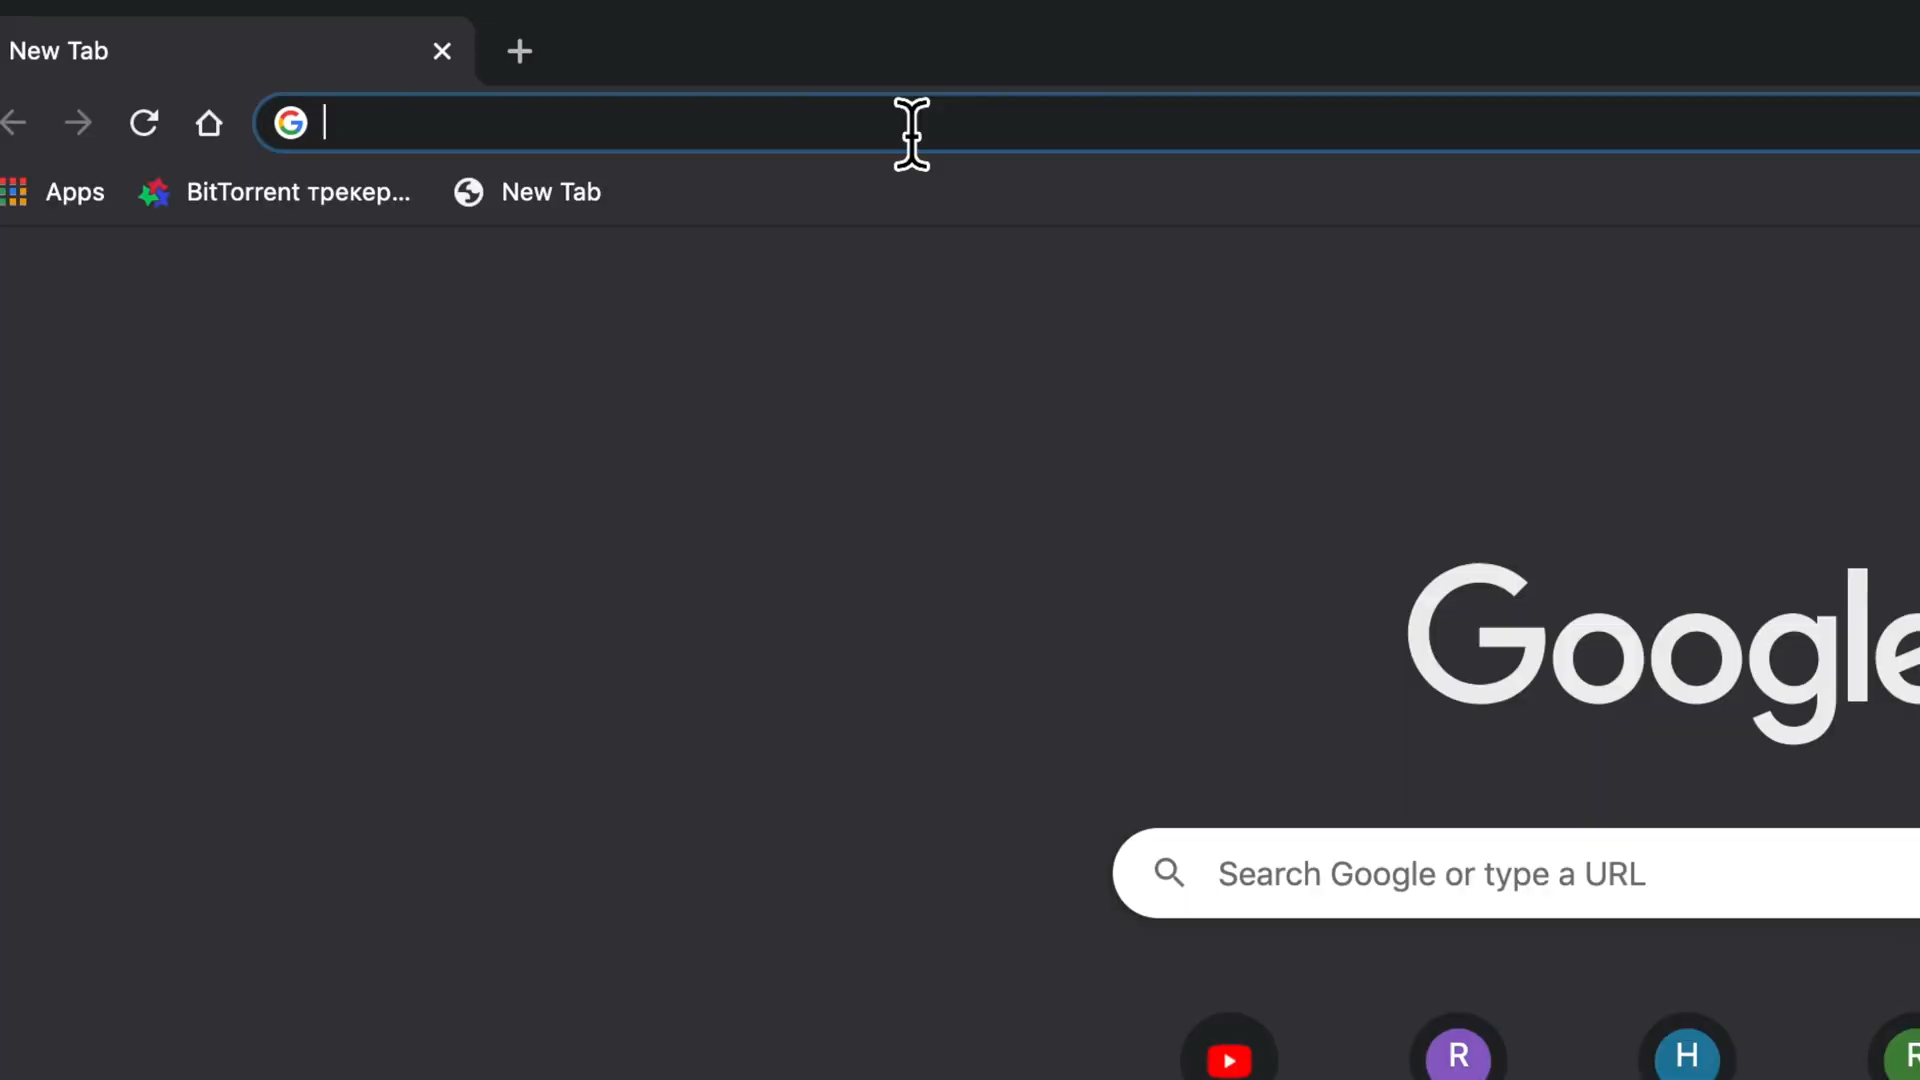 New Tab
Apps
BitTorrent трекер...
New Tab
Google
Search Google or type a URL
R
H
R